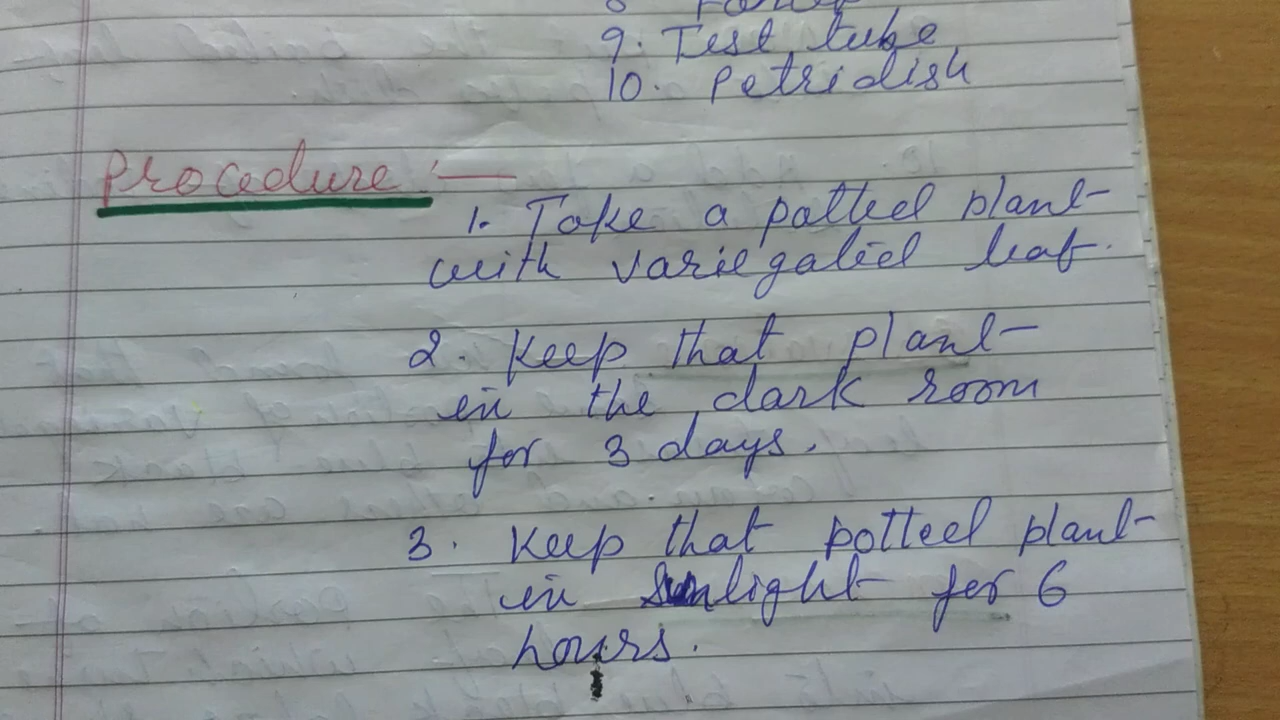 9. Test tube
10. Petridish
Procedure :—
1. Take a potted plant
with variegated leaf.
2. Keep that plant
in the dark room
for 3 days.
3. Keep that potted plant
in Sunlight for 6
hours.